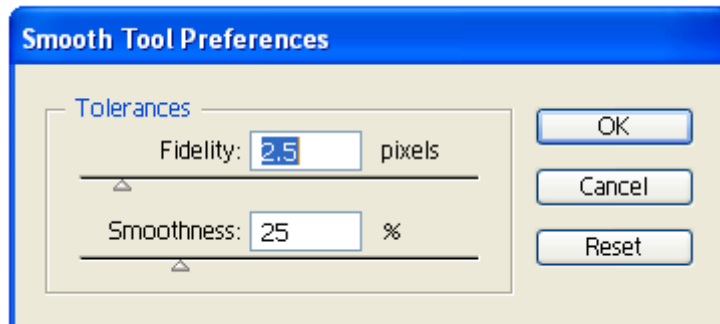 Smooth Tool Preferences
Tolerances
Fidelity: 2.5 pixels
Smoothness: 25 %
OK
Cancel
Reset